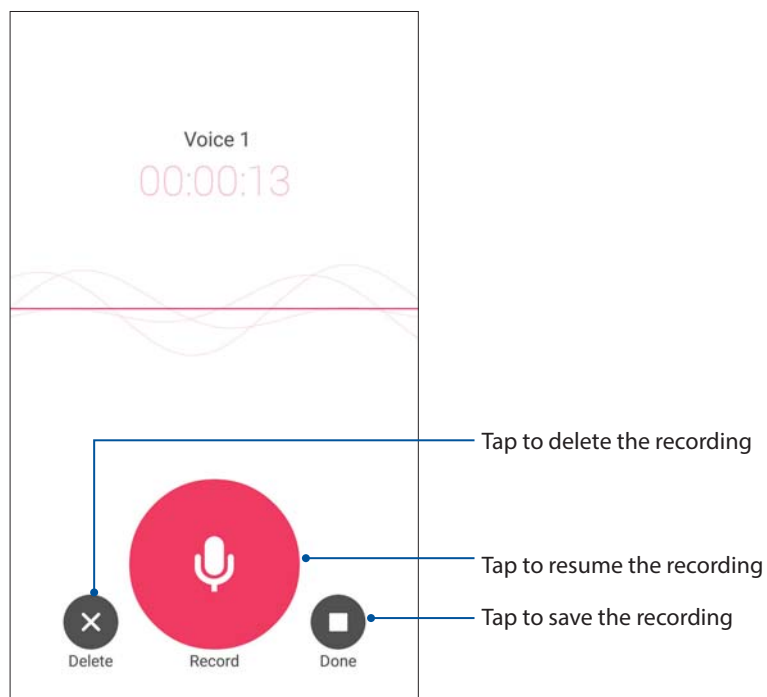 Voice 1
00:00:13
Tap to delete the recording
Tap to resume the recording
Tap to save the recording
Delete
Record
Done